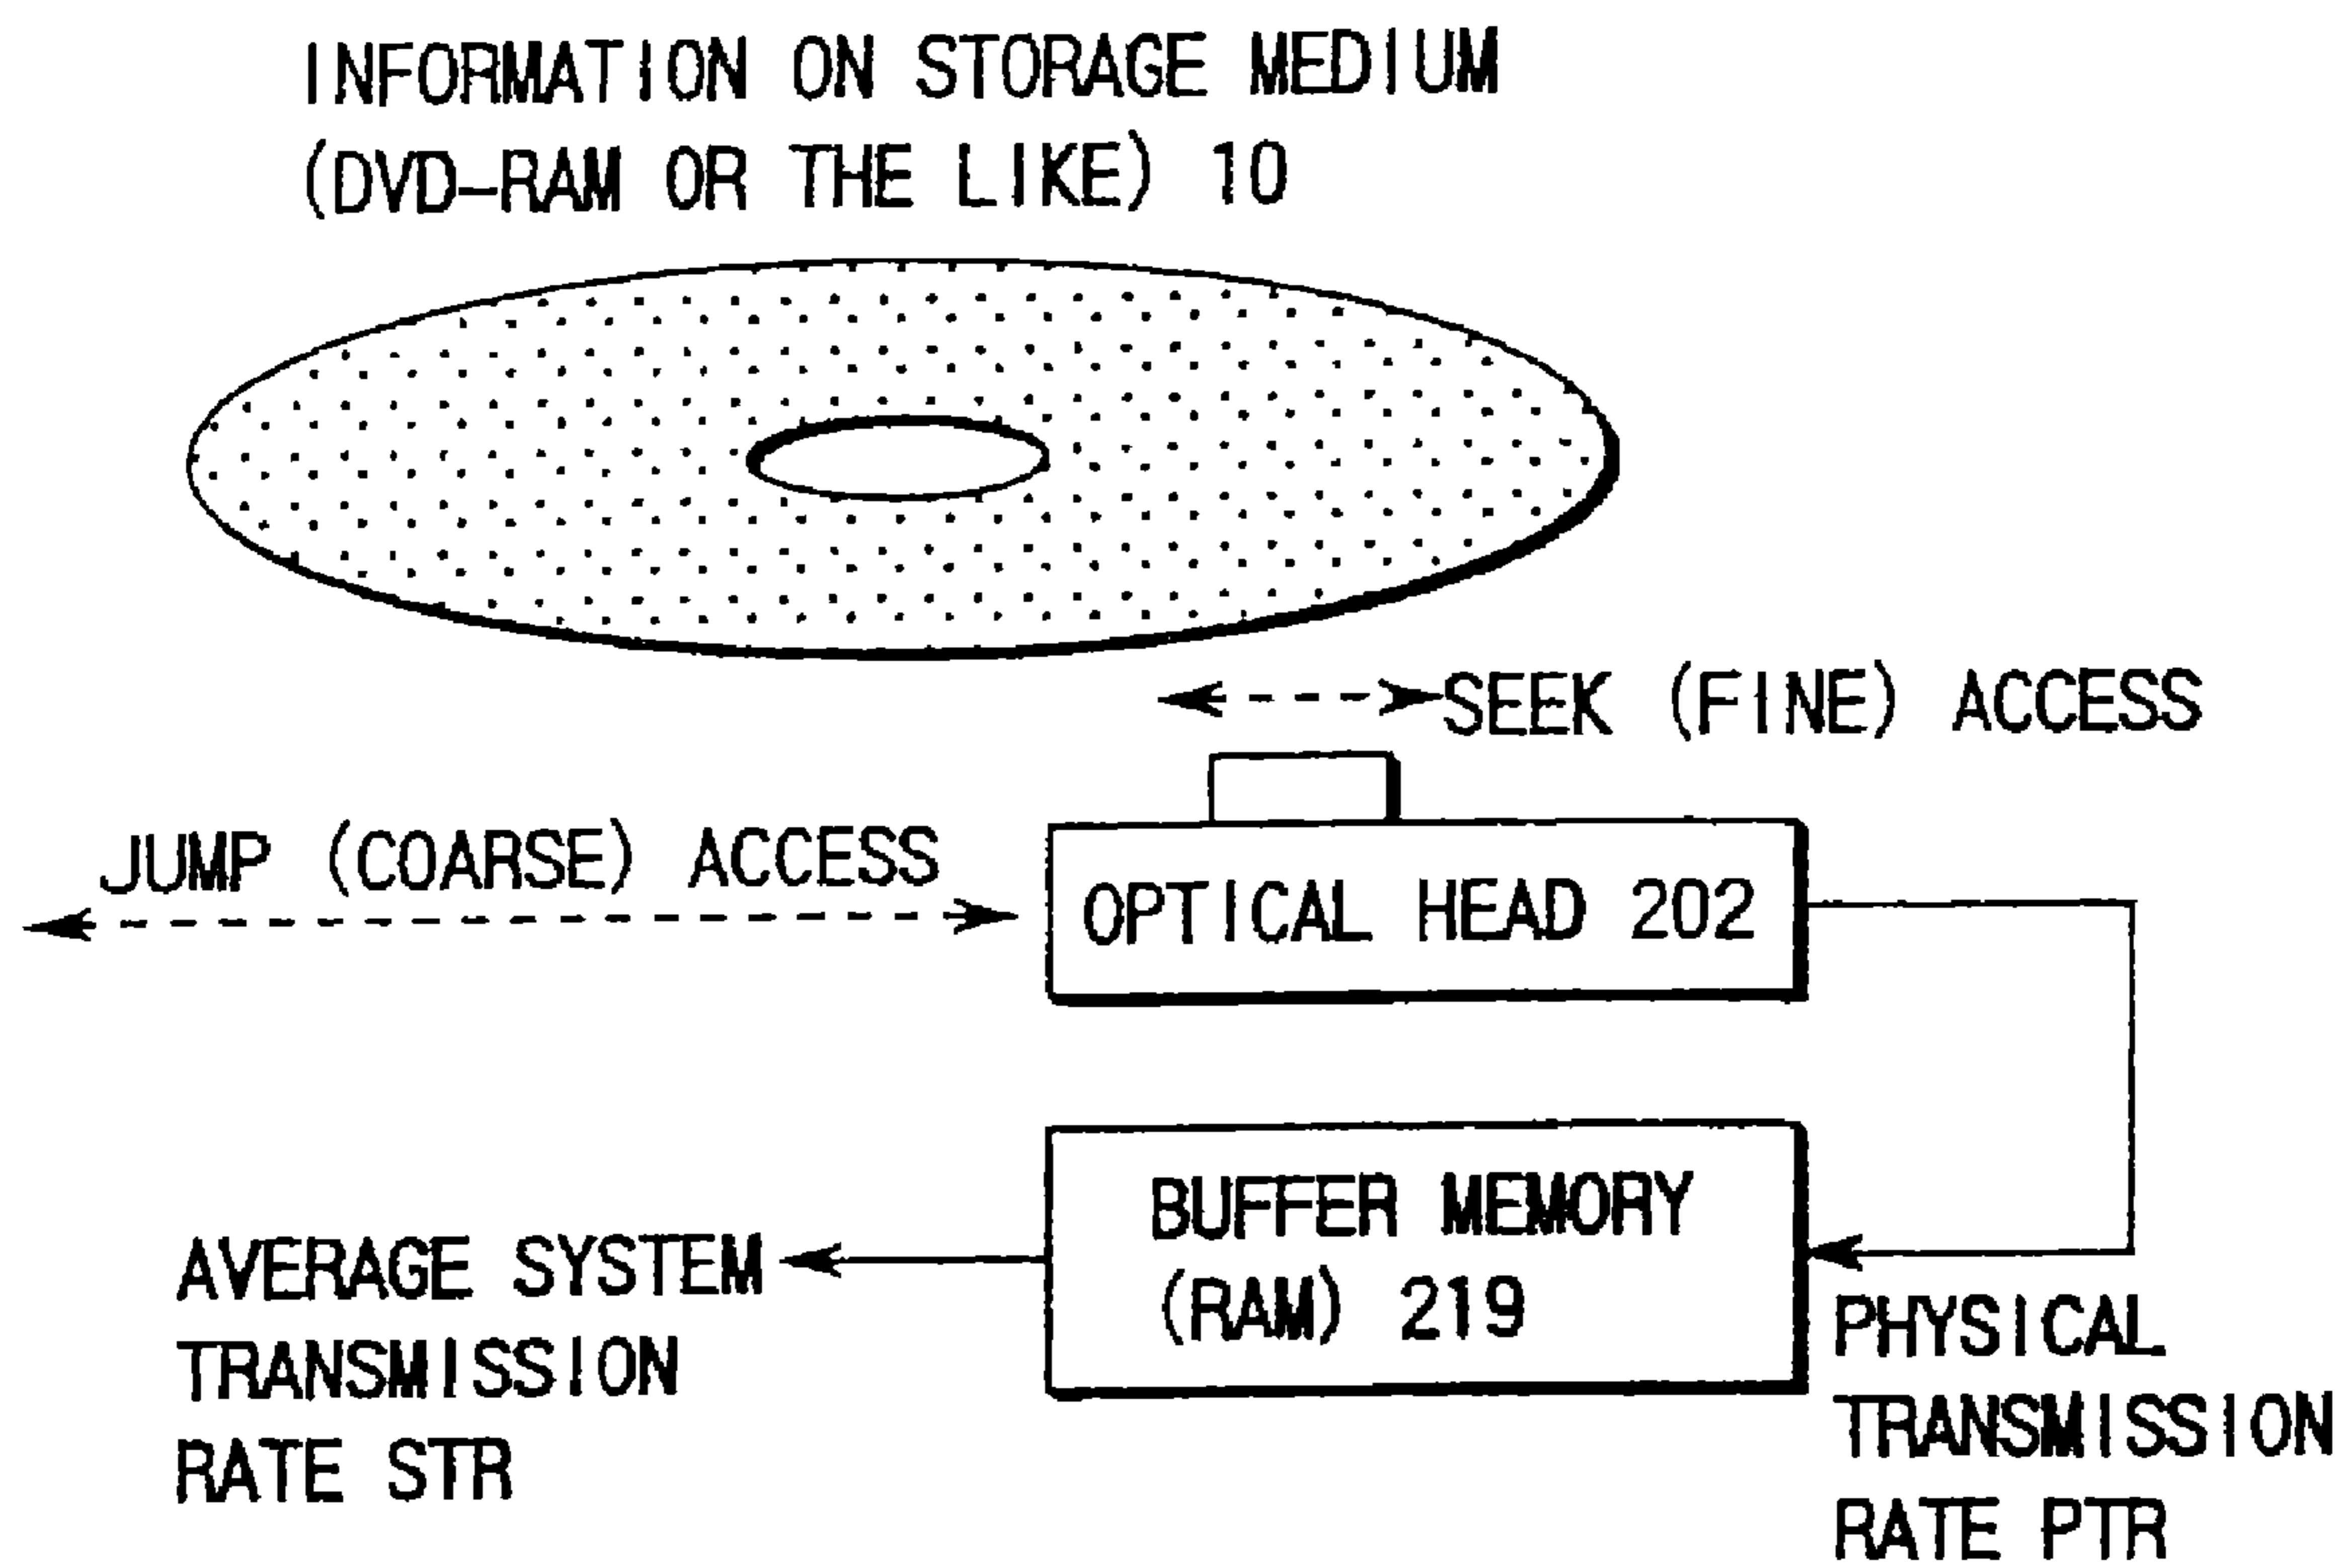 INFORMATION ON STORAGE MEDIUM
(DVD-RAM OR THE LIKE) 10
SEEK (FINE) ACCESS
JUMP (COARSE) ACCESS
OPTICAL HEAD 202
BUFFER MEMORY
(RAM) 219
AVERAGE SYSTEM
TRANSMISSION
RATE STR
PHYSICAL
TRANSMISSION
RATE PTR